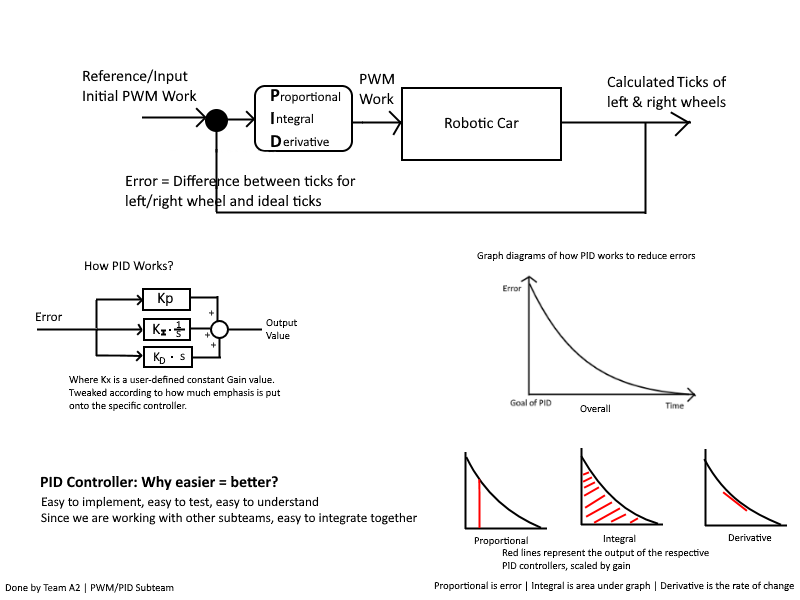 Reference/Input
Initial PWM Work
Proportional
Integral
Derivative
PWM
Work
Robotic Car
Calculated Ticks of
left & right wheels
Error = Difference between ticks for
left/right wheel and ideal ticks
How PID Works?
Error
Kp
KI · 1/s
KD · s
+
+
+
Output
Value
Where Kx is a user-defined constant Gain value.
Tweaked according to how much emphasis is put
onto the specific controller.
Graph diagrams of how PID works to reduce errors
Error
Goal of PID
Overall
Time
PID Controller: Why easier = better?
Easy to implement, easy to test, easy to understand
Since we are working with other subteams, easy to integrate together
Proportional
Integral
Derivative
Red lines represent the output of the respective
PID controllers, scaled by gain
Done by Team A2 | PWM/PID Subteam
Proportional is error | Integral is area under graph | Derivative is the rate of change